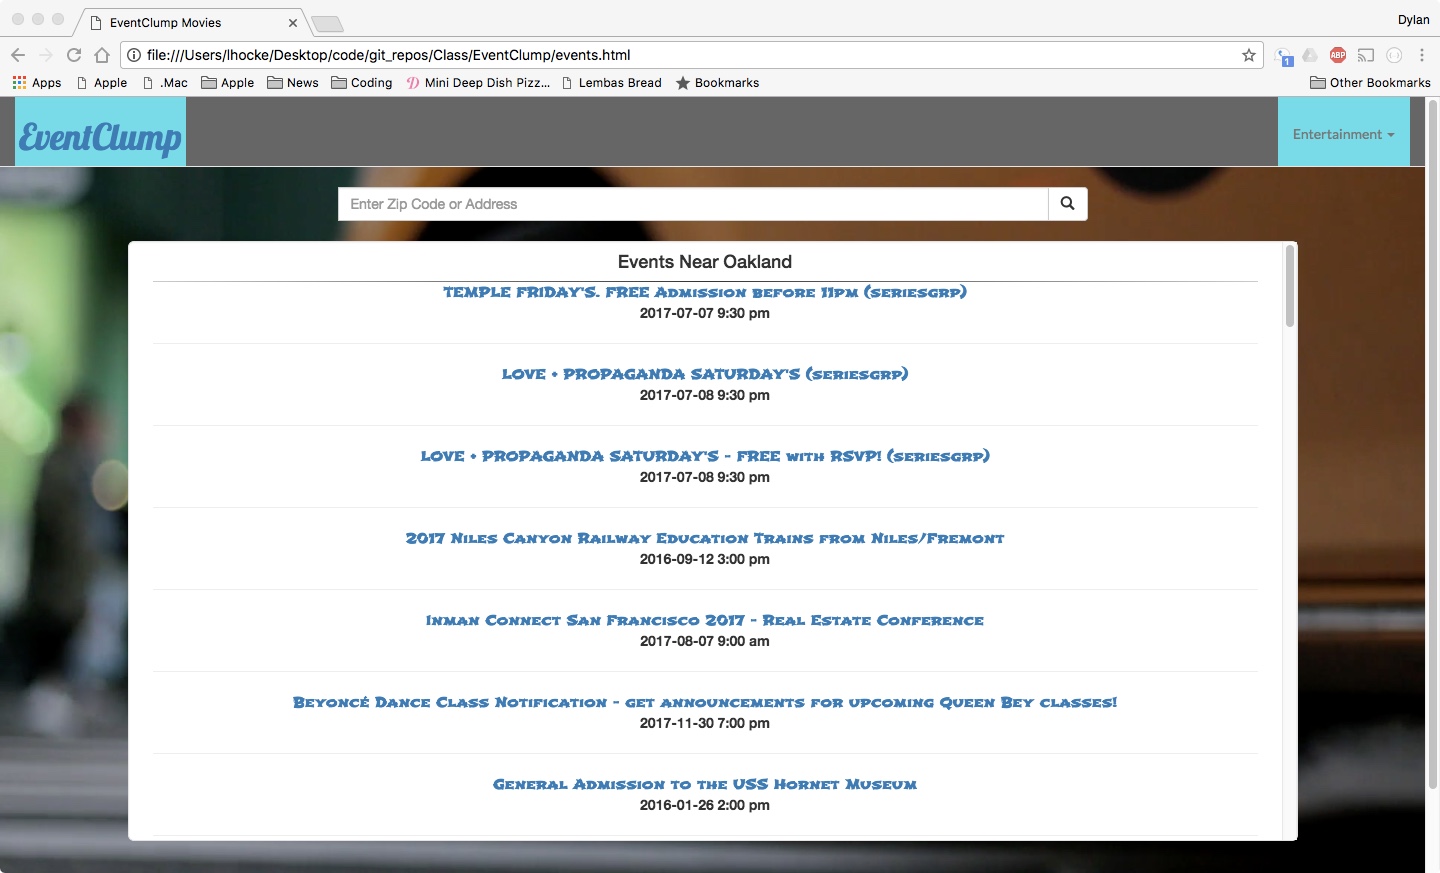 EventClump Movies
Dylan
file:///Users/lhocke/Desktop/code/git_repos/Class/EventClump/events.html
ABP
1
Apps Apple .Mac Apple News Coding Mini Deep Dish Pizz... Lembas Bread Bookmarks Other Bookmarks
EventClump
Entertainment
Enter Zip Code or Address
Events Near Oakland
TEMPLE FRIDAY'S. FREE Admission before 11pm (seriesgrp)
2017-07-07 9:30 pm
LOVE + PROPAGANDA SATURDAY'S (seriesgrp)
2017-07-08 9:30 pm
LOVE + PROPAGANDA SATURDAY'S - FREE with RSVP! (seriesgrp)
2017-07-08 9:30 pm
2017 Niles Canyon Railway Education Trains from Niles/Fremont
2016-09-12 3:00 pm
Inman Connect San Francisco 2017 - Real Estate Conference
2017-08-07 9:00 am
Beyoncé Dance Class Notification - get announcements for upcoming Queen Bey classes!
2017-11-30 7:00 pm
General Admission to the USS Hornet Museum
2016-01-26 2:00 pm